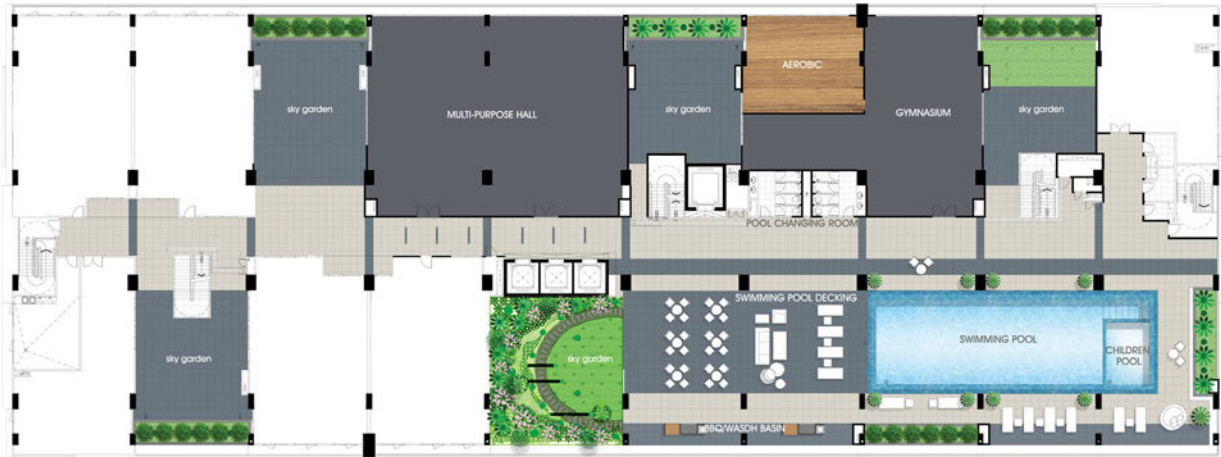 AEROBIC
sky garden
MULTI-PURPOSE HALL
sky garden
GYMNASIUM
sky garden
POOL CHANGING ROOM
SWIMMING POOL DECKING
sky garden
sky garden
SWIMMING POOL
CHILDREN
POOL
BBQ/WASDH BASIN